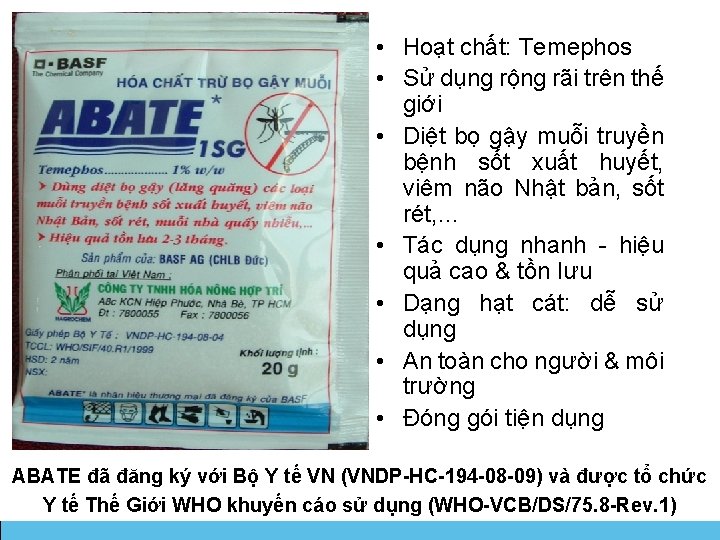 BASF
The Chemical Company
HÓA CHẤT TRỪ BỌ GẬY MUỖI
ABATE*
1SG
Temephos................... 1% w/w
➤ Dùng diệt bọ gậy (lăng quăng) các loại
muỗi truyền bệnh sốt xuất huyết, viêm não
Nhật Bản, sốt rét, muỗi nhà quấy nhiễu,...
➤ Hiệu quả tồn lưu 2-3 tháng.
Sản phẩm của: BASF AG (CHLB Đức)
Phân phối tại Việt Nam :
CÔNG TY TNHH HÓA NÔNG HỢP TRÍ
A8c KCN Hiệp Phước, Nhà Bè, TP HCM
Đt : 7800055 Fax : 7800056
HAGROCHEM
Giấy phép Bộ Y Tế : VNDP-HC-194-08-04
TCCL: WHO/SIF/40.R1/1999
HSD: 2 năm
NSX:
Khối lượng tịnh :
20 g
ABATE* là nhãn hiệu thương mại đã đăng ký của BASF
• Hoạt chất: Temephos
• Sử dụng rộng rãi trên thế
giới
• Diệt bọ gậy muỗi truyền
bệnh sốt xuất huyết,
viêm não Nhật bản, sốt
rét,…
• Tác dụng nhanh - hiệu
quả cao & tồn lưu
• Dạng hạt cát: dễ sử
dụng
• An toàn cho người & môi
trường
• Đóng gói tiện dụng
ABATE đã đăng ký với Bộ Y tế VN (VNDP-HC-194-08-09) và được tổ chức
Y tế Thế Giới WHO khuyến cáo sử dụng (WHO-VCB/DS/75. 8-Rev. 1)